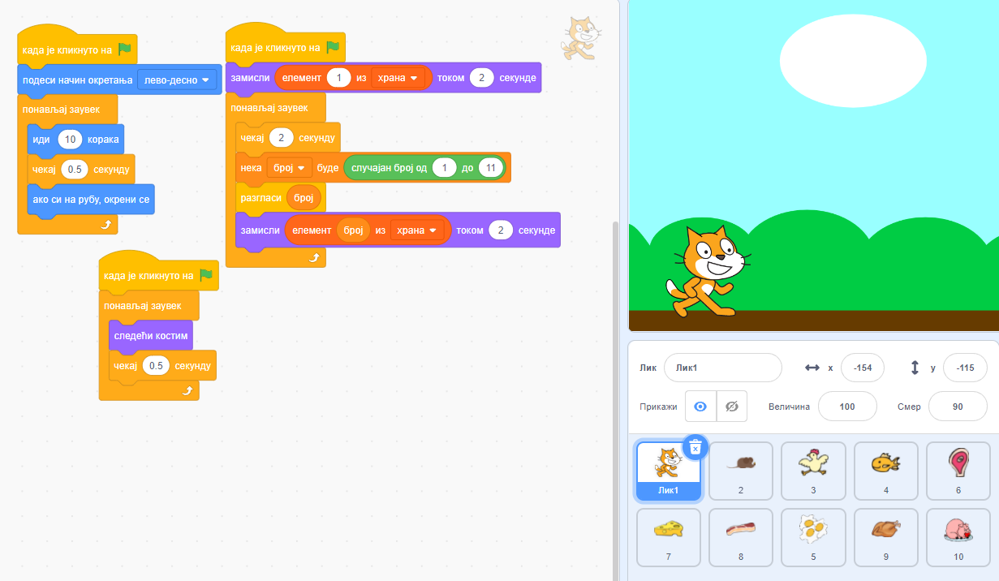 када је кликнуто на
подеси начин окретања лево-десно
понављај заувек
иди 10 корака
чекај 0.5 секунду
ако си на рубу, окрени се
када је кликнуто на
замисли елемент 1 из храна током 2 секунде
понављај заувек
чекај 2 секунду
нека број буде случајан број од 1 до 11
разгласи број
замисли елемент број из храна током 2 секунде
када је кликнуто на
понављај заувек
следећи костим
чекај 0.5 секунду
Лик Лик1 x -154 y -115
Прикажи Величина 100 Смер 90
Лик1 2 3 4 6
7 8 5 9 10